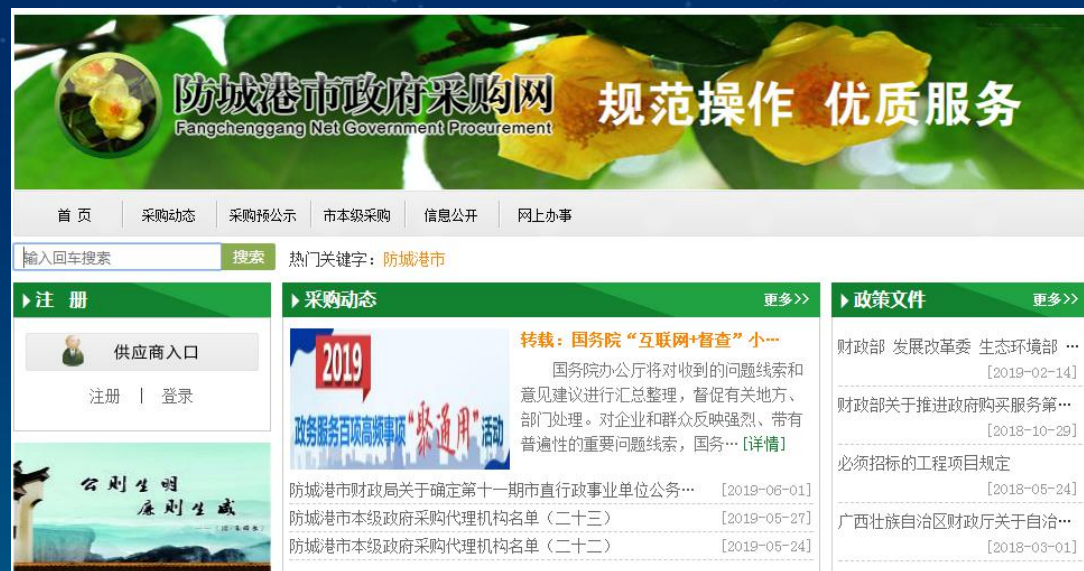 防城港市政府采购网
Fangchenggang Net Government Procurement
规范操作 优质服务
首 页 采购动态 采购预公示 市本级采购 信息公开 网上办事
输入回车搜索 搜索 热门关键字：防城港市
注 册
供应商入口
注册 | 登录
公则生明
廉则生威
采购动态 更多>>
2019
政务服务百项高频事项“聚通用”活动
转载：国务院“互联网+督查”小…
国务院办公厅将对收到的问题线索和
意见建议进行汇总整理，督促有关地方、
部门处理。对企业和群众反映强烈、带有
普遍性的重要问题线索，国务…[详情]
防城港市财政局关于确定第十一期市直行政事业单位公务… [2019-06-01]
防城港市本级政府采购代理机构名单（二十三） [2019-05-27]
防城港市本级政府采购代理机构名单（二十二） [2019-05-24]
政策文件 更多>>
财政部 发展改革委 生态环境部 …
[2019-02-14]
财政部关于推进政府购买服务第…
[2018-10-29]
必须招标的工程项目规定
[2018-05-24]
广西壮族自治区财政厅关于自治…
[2018-03-01]